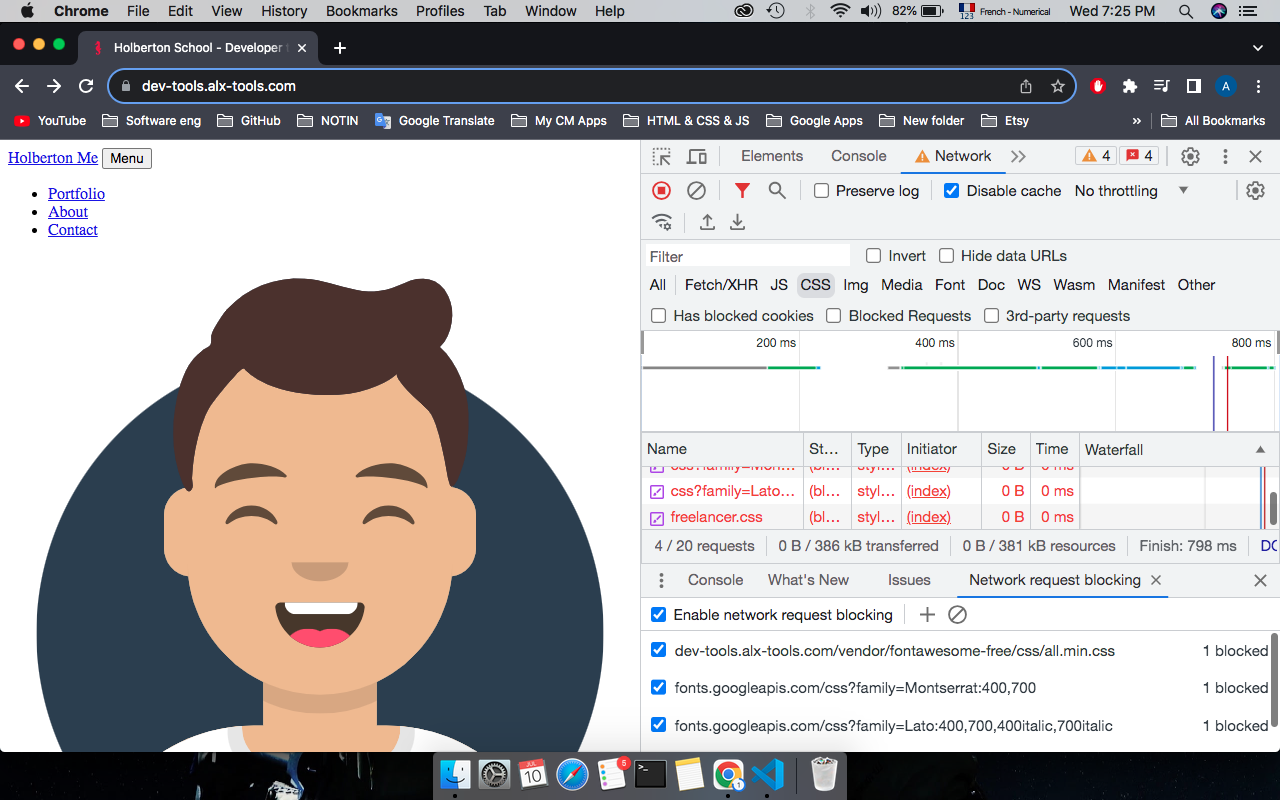 Chrome File Edit View History Bookmarks Profiles Tab Window Help 82% 123 French - Numerical Wed 7:25 PM
Holberton School - Developer
dev-tools.alx-tools.com A
YouTube Software eng GitHub NOTIN Google Translate My CM Apps HTML & CSS & JS Google Apps New folder Etsy » All Bookmarks
Holberton Me Menu
Portfolio
About
Contact
Elements Console Network 4 4
Preserve log Disable cache No throttling
Filter Invert Hide data URLs
All Fetch/XHR JS CSS Img Media Font Doc WS Wasm Manifest Other
Has blocked cookies Blocked Requests 3rd-party requests
200 ms 400 ms 600 ms 800 ms
Name St... Type Initiator Size Time Waterfall
css?family=Mon... (bl... styl... (index) 0 B 0 ms
css?family=Lato... (bl... styl... (index) 0 B 0 ms
freelancer.css (bl... styl... (index) 0 B 0 ms
4 / 20 requests 0 B / 386 kB transferred 0 B / 381 kB resources Finish: 798 ms
Console What's New Issues Network request blocking
Enable network request blocking
dev-tools.alx-tools.com/vendor/fontawesome-free/css/all.min.css 1 blocked
fonts.googleapis.com/css?family=Montserrat:400,700 1 blocked
fonts.googleapis.com/css?family=Lato:400,700,400italic,700italic 1 blocked
JUL 10 6 1